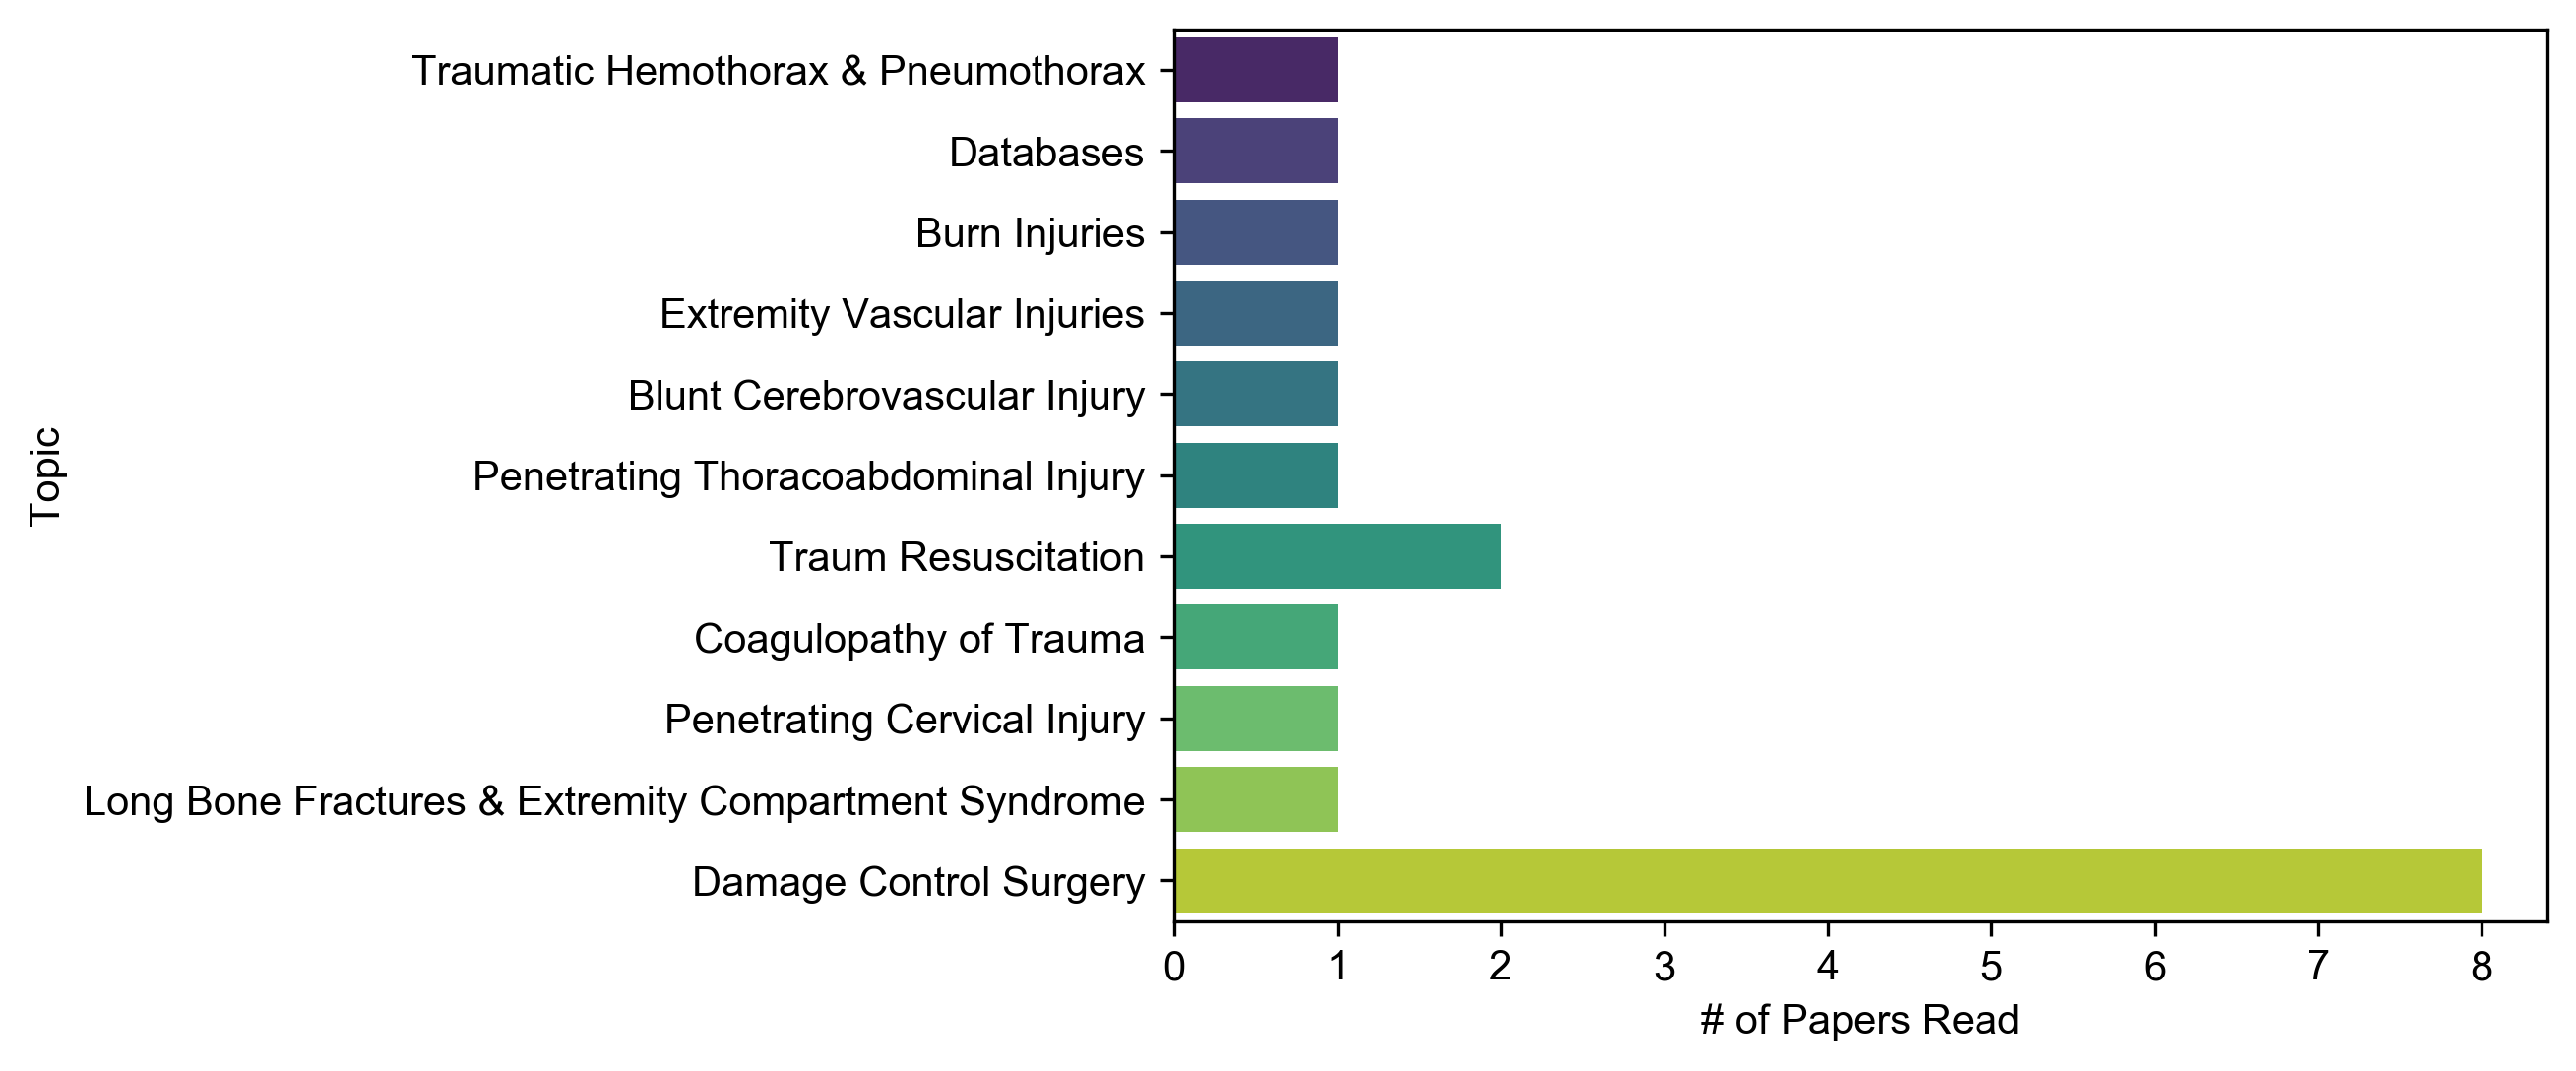 Topic
Traumatic Hemothorax & Pneumothorax
Databases
Burn Injuries
Extremity Vascular Injuries
Blunt Cerebrovascular Injury
Penetrating Thoracoabdominal Injury
Traum Resuscitation
Coagulopathy of Trauma
Penetrating Cervical Injury
Long Bone Fractures & Extremity Compartment Syndrome
Damage Control Surgery
0 1 2 3 4 5 6 7 8
# of Papers Read